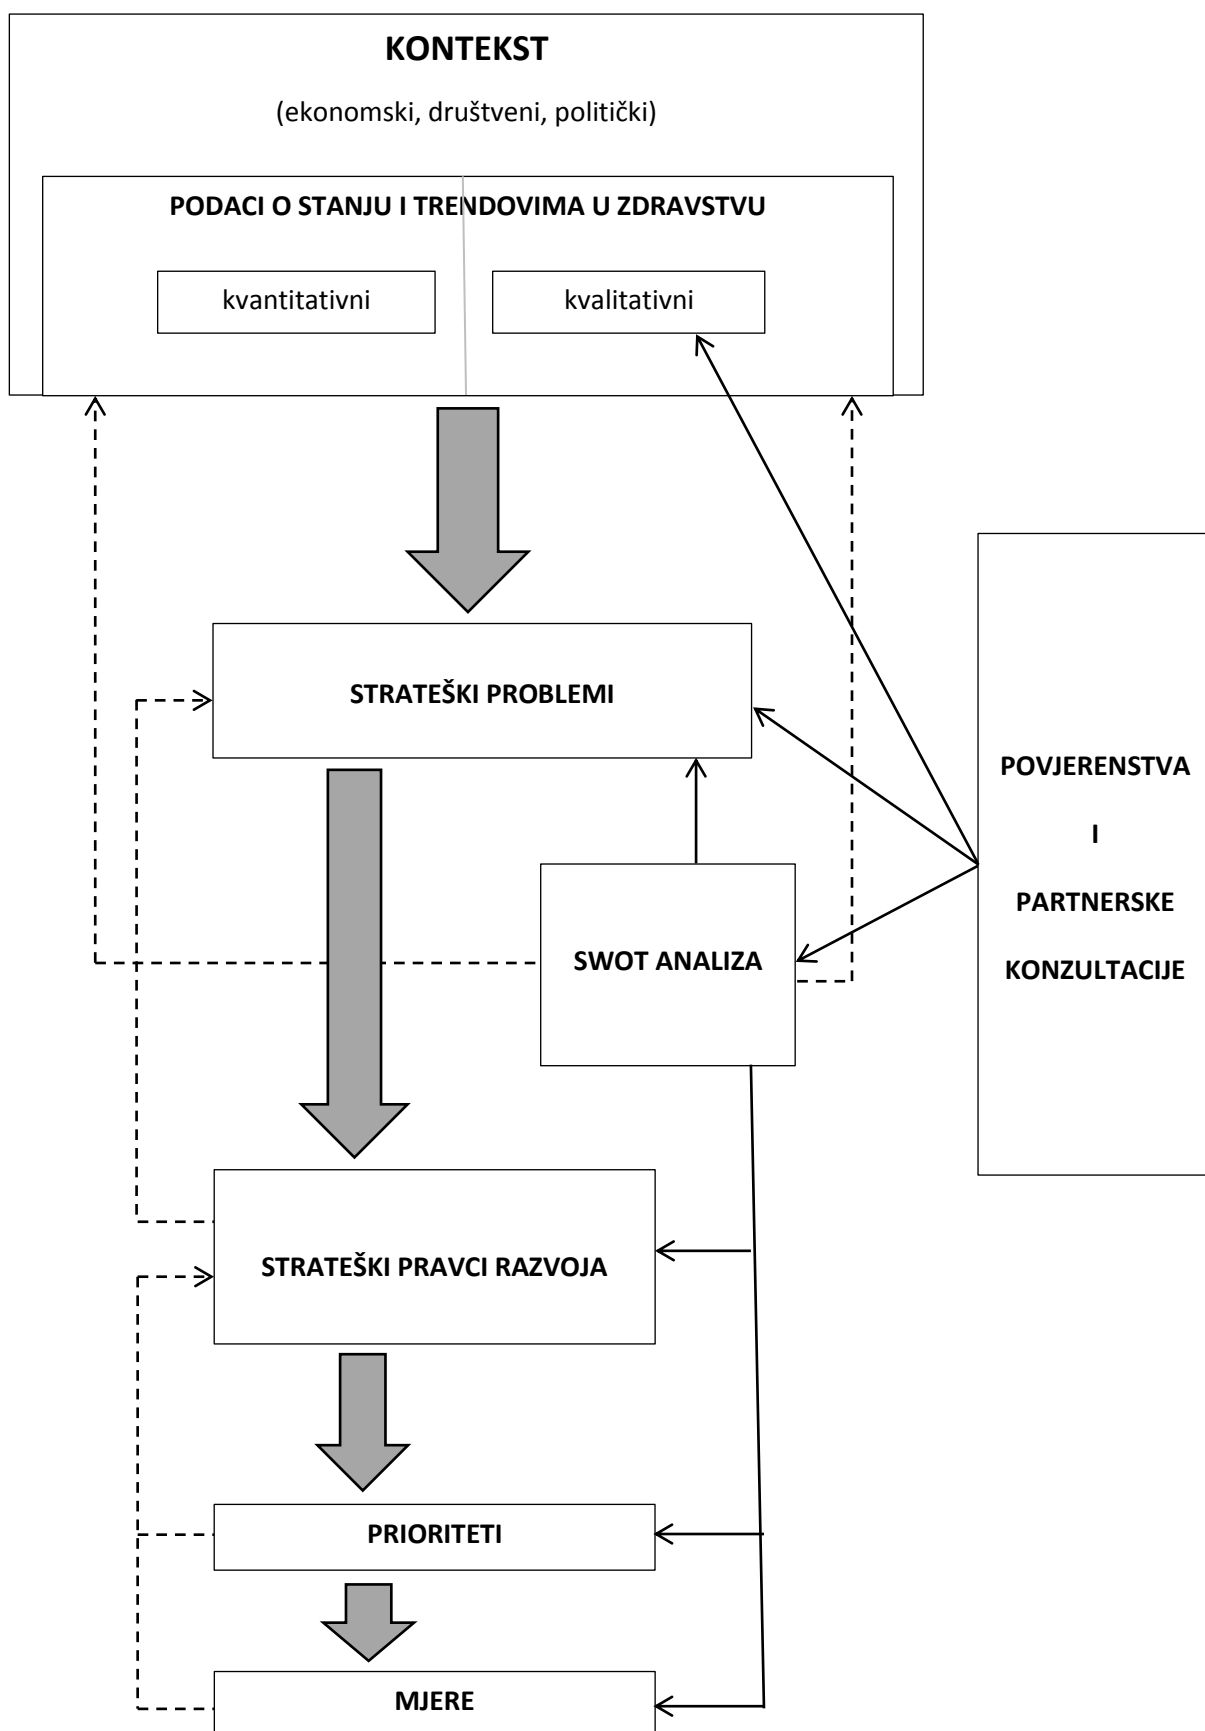 KONTEKST
(ekonomski, društveni, politički)
PODACI O STANJU I TRENDOVIMA U ZDRAVSTVU
kvantitativni
kvalitativni
STRATEŠKI PROBLEMI
POVJERENSTVA
I
PARTNERSKE
KONZULTACIJE
SWOT ANALIZA
STRATEŠKI PRAVCI RAZVOJA
PRIORITETI
MJERE